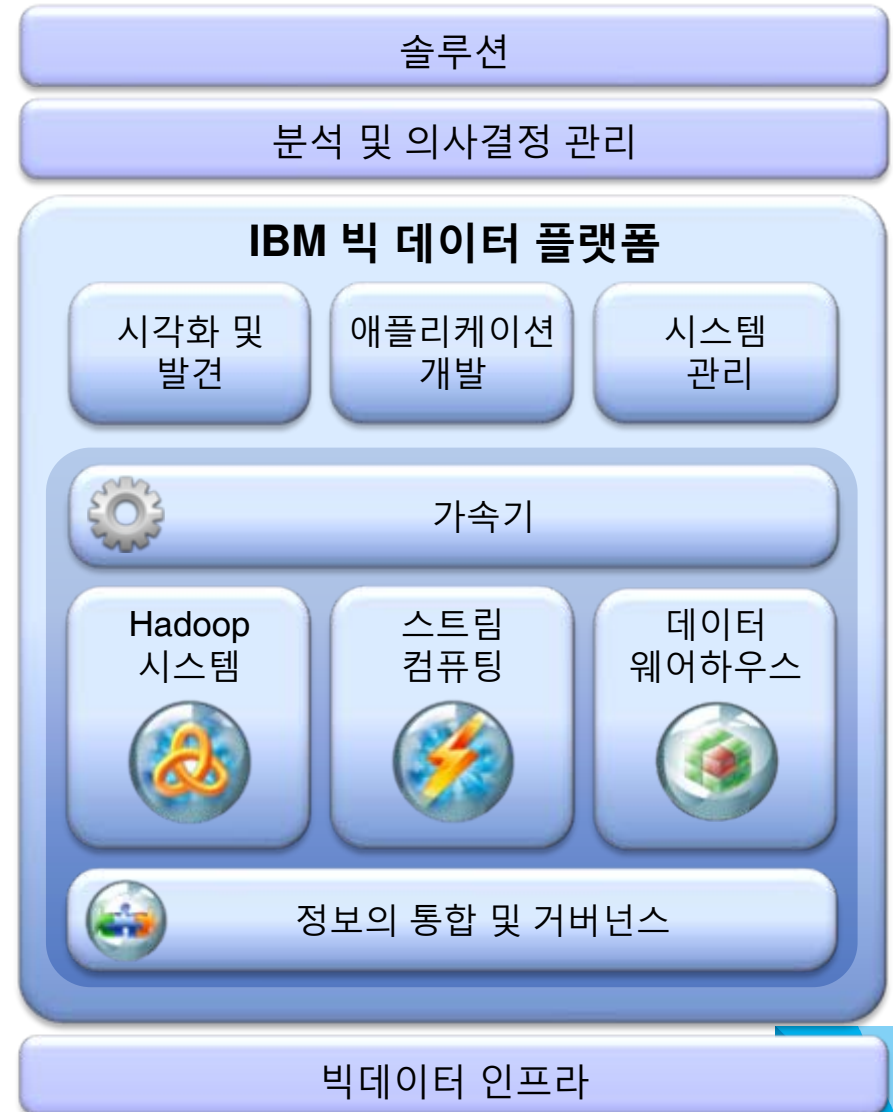 솔루션
분석 및 의사결정 관리
IBM 빅 데이터 플랫폼
시각화 및
발견
애플리케이션
개발
시스템
관리
가속기
Hadoop
시스템
스트림
컴퓨팅
데이터
웨어하우스
정보의 통합 및 거버넌스
빅데이터 인프라